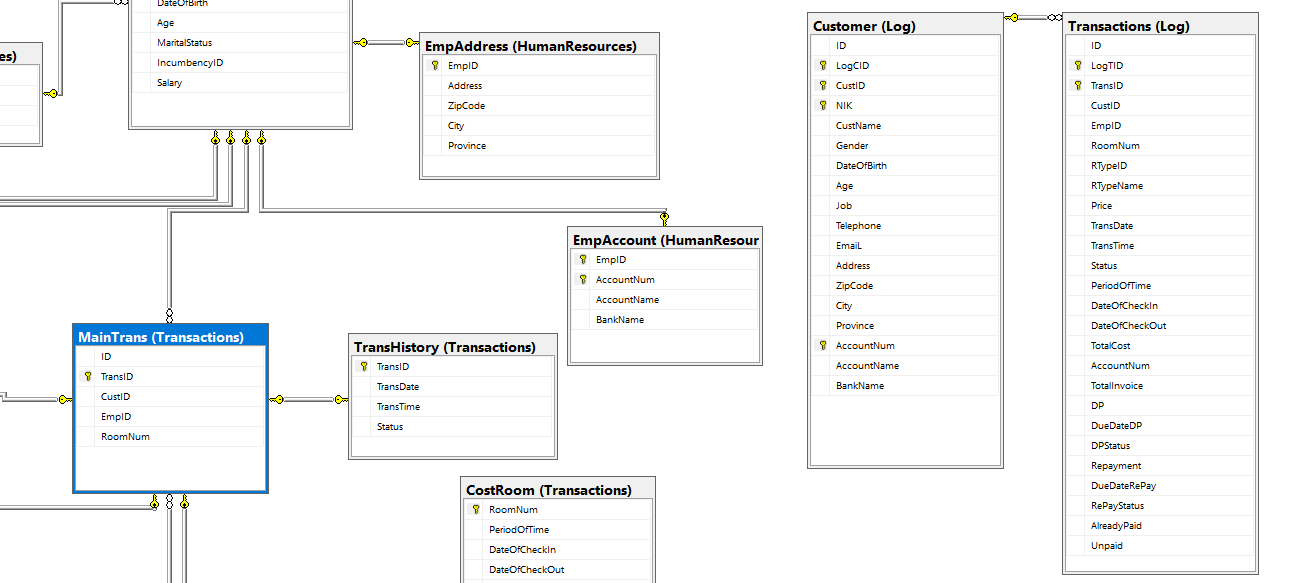 DateOfBirth
Age
MaritalStatus
IncumbencyID
Salary
es)
EmpAddress (HumanResources)
EmpID
Address
ZipCode
City
Province
EmpAccount (HumanResour
EmpID
AccountNum
AccountName
BankName
MainTrans (Transactions)
ID
TransID
CustID
EmpID
RoomNum
TransHistory (Transactions)
TransID
TransDate
TransTime
Status
CostRoom (Transactions)
RoomNum
PeriodOfTime
DateOfCheckIn
DateOfCheckOut
Customer (Log)
ID
LogCID
CustID
NIK
CustName
Gender
DateOfBirth
Age
Job
Telephone
EmaiL
Address
ZipCode
City
Province
AccountNum
AccountName
BankName
Transactions (Log)
ID
LogTID
TransID
CustID
EmpID
RoomNum
RTypeID
RTypeName
Price
TransDate
TransTime
Status
PeriodOfTime
DateOfCheckIn
DateOfCheckOut
TotalCost
AccountNum
TotalInvoice
DP
DueDateDP
DPStatus
Repayment
DueDateRePay
RePayStatus
AlreadyPaid
Unpaid